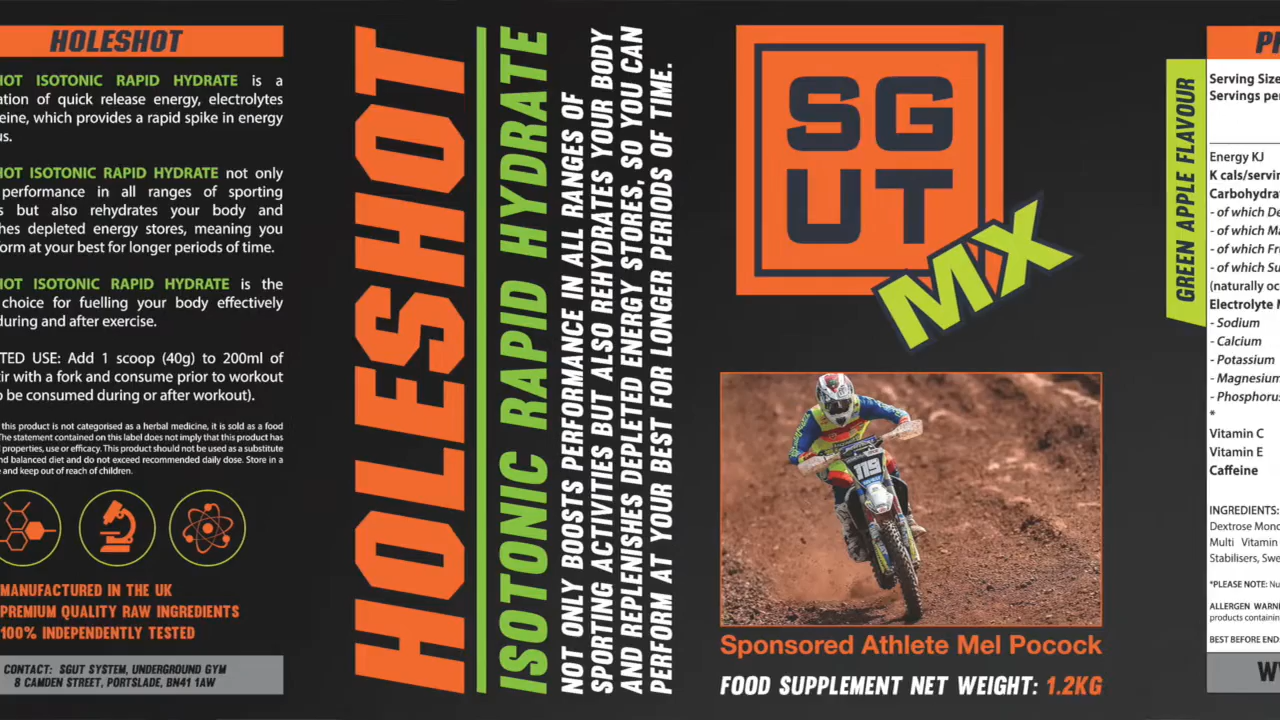 HOLESHOT
OT ISOTONIC RAPID HYDRATE is a
ation of quick release energy, electrolytes
eine, which provides a rapid spike in energy
us.
HOT ISOTONIC RAPID HYDRATE not only
performance in all ranges of sporting
s but also rehydrates your body and
hes depleted energy stores, meaning you
orm at your best for longer periods of time.
HOT ISOTONIC RAPID HYDRATE is the
choice for fuelling your body effectively
during and after exercise.
TED USE: Add 1 scoop (40g) to 200ml of
ir with a fork and consume prior to workout
o be consumed during or after workout).
this product is not categorised as a herbal medicine, it is sold as a food
The statement contained on this label does not imply that this product has
properties, use or efficacy. This product should not be used as a substitute
nd balanced diet and do not exceed recommended daily dose. Store in a
e and keep out of reach of children.
MANUFACTURED IN THE UK
PREMIUM QUALITY RAW INGREDIENTS
100% INDEPENDENTLY TESTED
CONTACT: SGUT SYSTEM, UNDERGROUND GYM
8 CAMDEN STREET, PORTSLADE, BN41 1AW
HOLESHOT
ISOTONIC RAPID HYDRATE
NOT ONLY BOOSTS PERFORMANCE IN ALL RANGES OF
SPORTING ACTIVITIES BUT ALSO REHYDRATES YOUR BODY
AND REPLENISHES DEPLETED ENERGY STORES, SO YOU CAN
PERFORM AT YOUR BEST FOR LONGER PERIODS OF TIME.
SG
UT
MX
119
Sponsored Athlete Mel Pocock
FOOD SUPPLEMENT NET WEIGHT: 1.2KG
GREEN APPLE FLAVOUR
Serving Size
Servings per
Energy KJ
K cals/servin
Carbohydrat
- of which De
- of which Ma
- of which Fru
- of which Su
(naturally oc
Electrolyte M
- Sodium
- Calcium
- Potassium
- Magnesium
- Phosphorus
*
Vitamin C
Vitamin E
Caffeine
INGREDIENTS:
Dextrose Mono
Multi Vitamin
Stabilisers, Swe
*PLEASE NOTE: Nu
ALLERGEN WARNI
products containin
BEST BEFORE END:
W